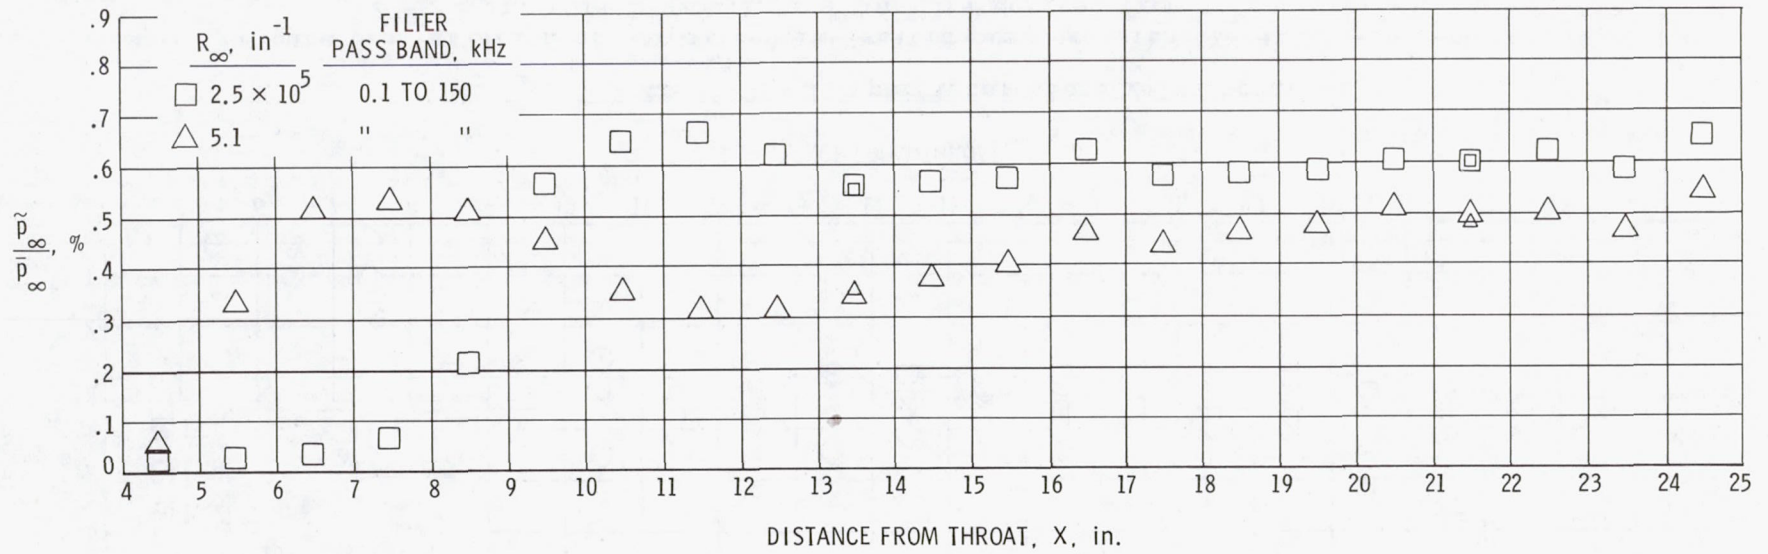 .9
.8
.7
.6
.5
.4
.3
.2
.1
0
p̃∞
p̄∞ , %
R∞, in⁻¹
FILTER
PASS BAND, kHz
□ 2.5 × 10⁵ 0.1 TO 150
△ 5.1 " "
4 5 6 7 8 9 10 11 12 13 14 15 16 17 18 19 20 21 22 23 24 25
DISTANCE FROM THROAT, X, in.